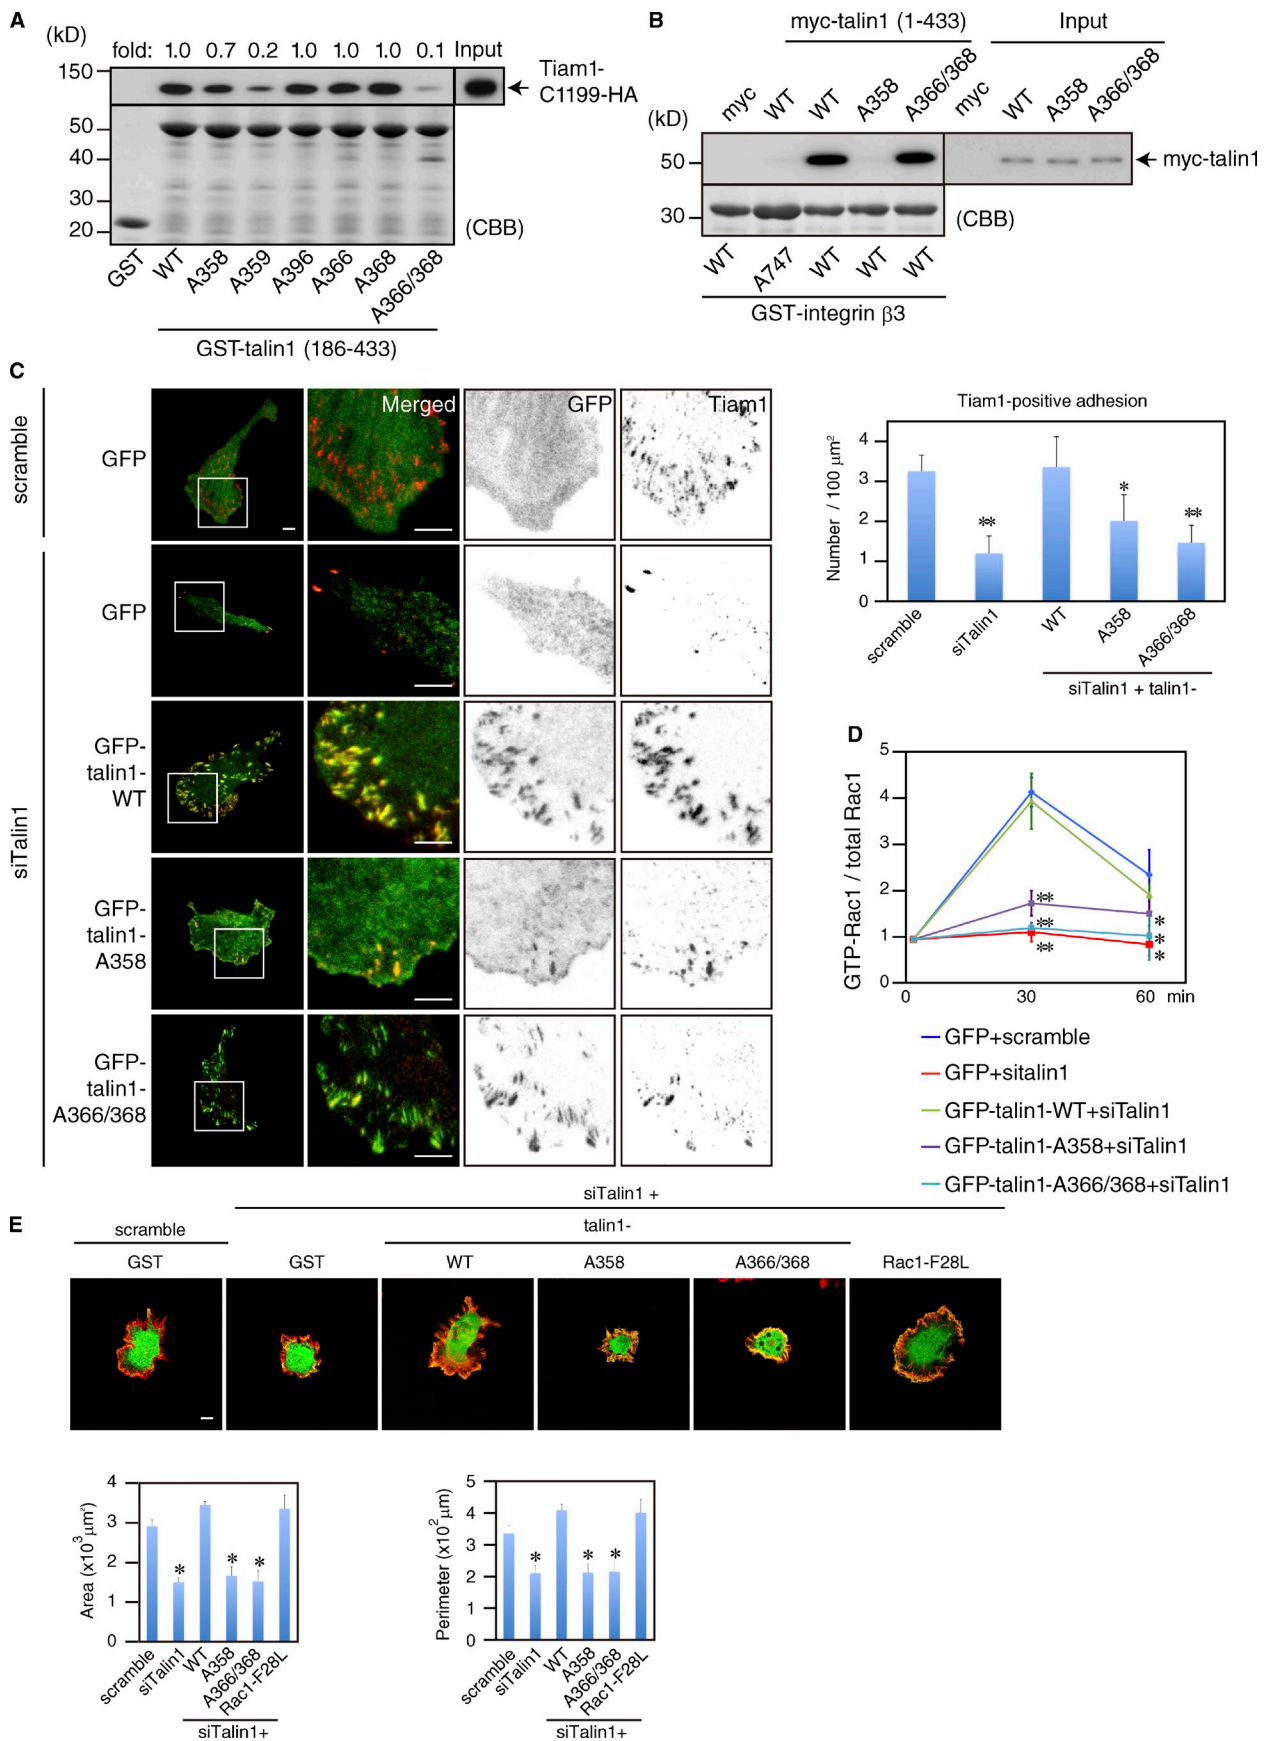 A
(kD)
fold: 1.0 0.7 0.2 1.0 1.0 1.0 0.1 Input
150
Tiam1-
C1199-HA
50
40
30
20
(CBB)
GST WT A358 A359 A396 A366 A368 A366/368
GST-talin1 (186-433)
B
myc-talin1 (1-433) Input
myc WT WT A358 A366/368 myc WT A358 A366/368
(kD)
50
myc-talin1
30
(CBB)
WT A747 WT WT WT
GST-integrin β3
C
scramble
GFP
Merged GFP Tiam1
siTalin1
GFP
GFP-
talin1-
WT
GFP-
talin1-
A358
GFP-
talin1-
A366/368
Tiam1-positive adhesion
Number / 100 μm²
4
3
2
1
0
** * **
scramble siTalin1 WT A358 A366/368
siTalin1 + talin1-
D
GTP-Rac1 / total Rac1
5
4
3
2
1
0
**
**
**
*
*
*
0 30 60 min
GFP+scramble
GFP+sitalin1
GFP-talin1-WT+siTalin1
GFP-talin1-A358+siTalin1
GFP-talin1-A366/368+siTalin1
E
siTalin1 +
scramble talin1-
GST GST WT A358 A366/368 Rac1-F28L
Area (x10³μm²)
4
3
2
1
0
* * *
scramble siTalin1 WT A358 A366/368 Rac1-F28L
siTalin1+
Perimeter (x10²μm)
5
4
3
2
1
0
* * *
scramble siTalin1 WT A358 A366/368 Rac1-F28L
siTalin1+